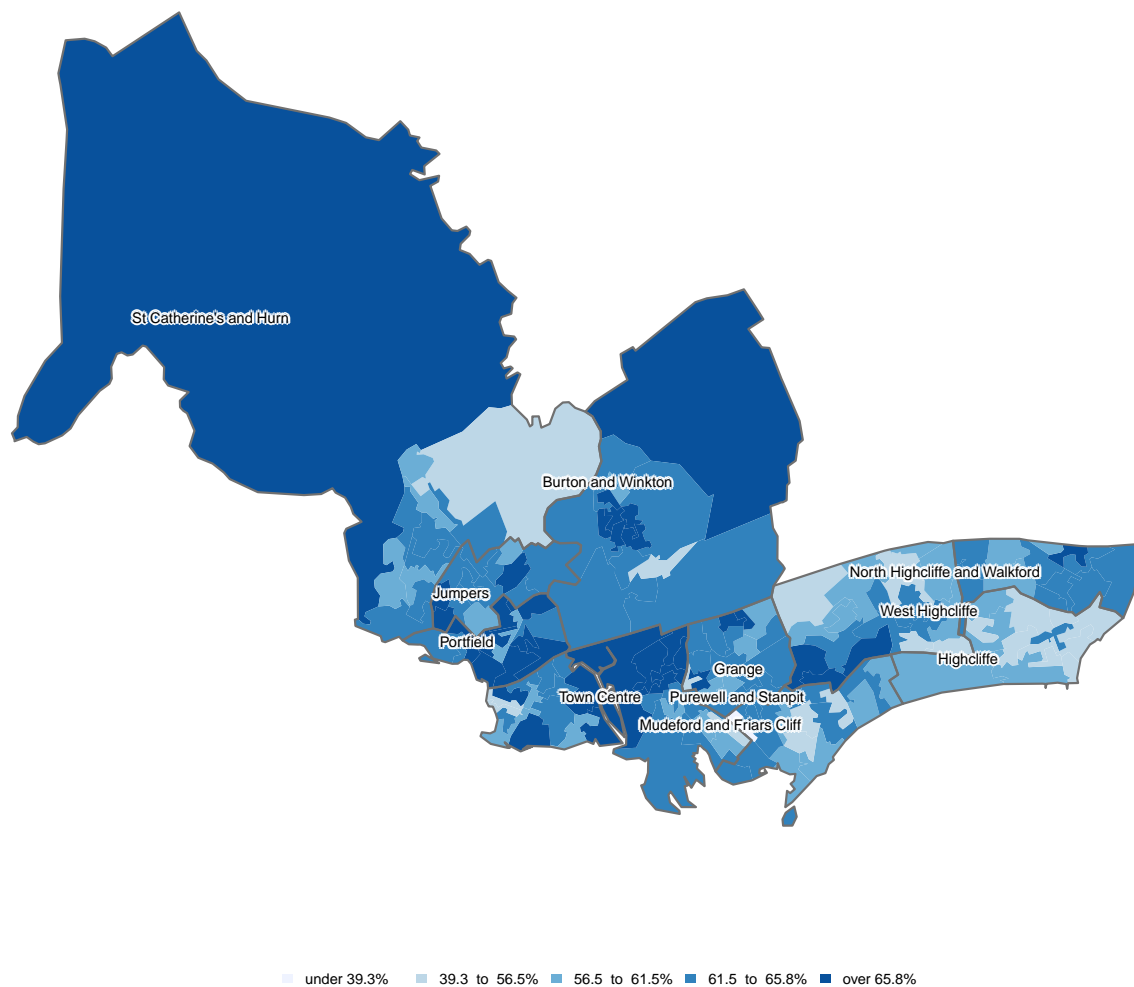 St Catherine's and Hurn
Burton and Winkton
North Highcliffe and Walkford
Jumpers
West Highcliffe
Portfield
Highcliffe
Grange
Town Centre
Purewell and Stanpit
Mudeford and Friars Cliff
under 39.3%
39.3 to 56.5%
56.5 to 61.5%
61.5 to 65.8%
over 65.8%